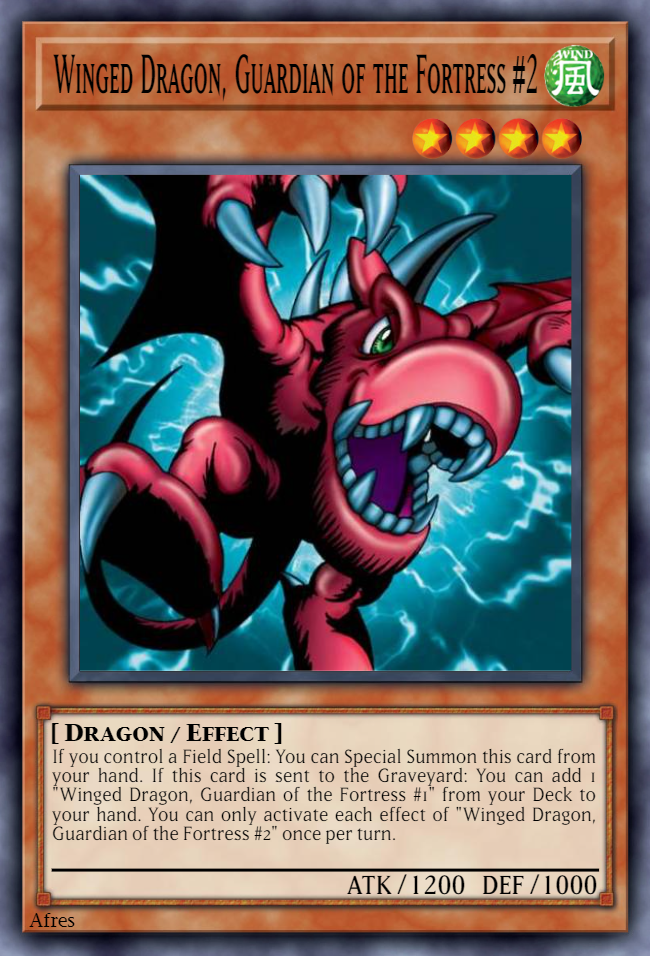 Winged Dragon, Guardian of the Fortress #2
WIND
風
[ Dragon / Effect ]
If you control a Field Spell: You can Special Summon this card from
your hand. If this card is sent to the Graveyard: You can add 1
"Winged Dragon, Guardian of the Fortress #1" from your Deck to
your hand. You can only activate each effect of "Winged Dragon,
Guardian of the Fortress #2" once per turn.
ATK / 1200 DEF / 1000
Afres